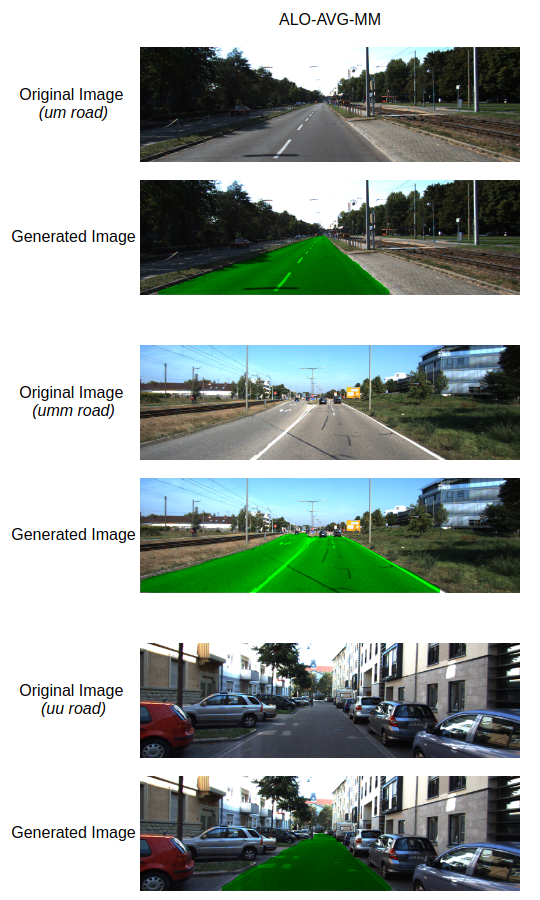 ALO-AVG-MM
Original Image
(um road)
Generated Image
Original Image
(umm road)
Generated Image
Original Image
(uu road)
Generated Image